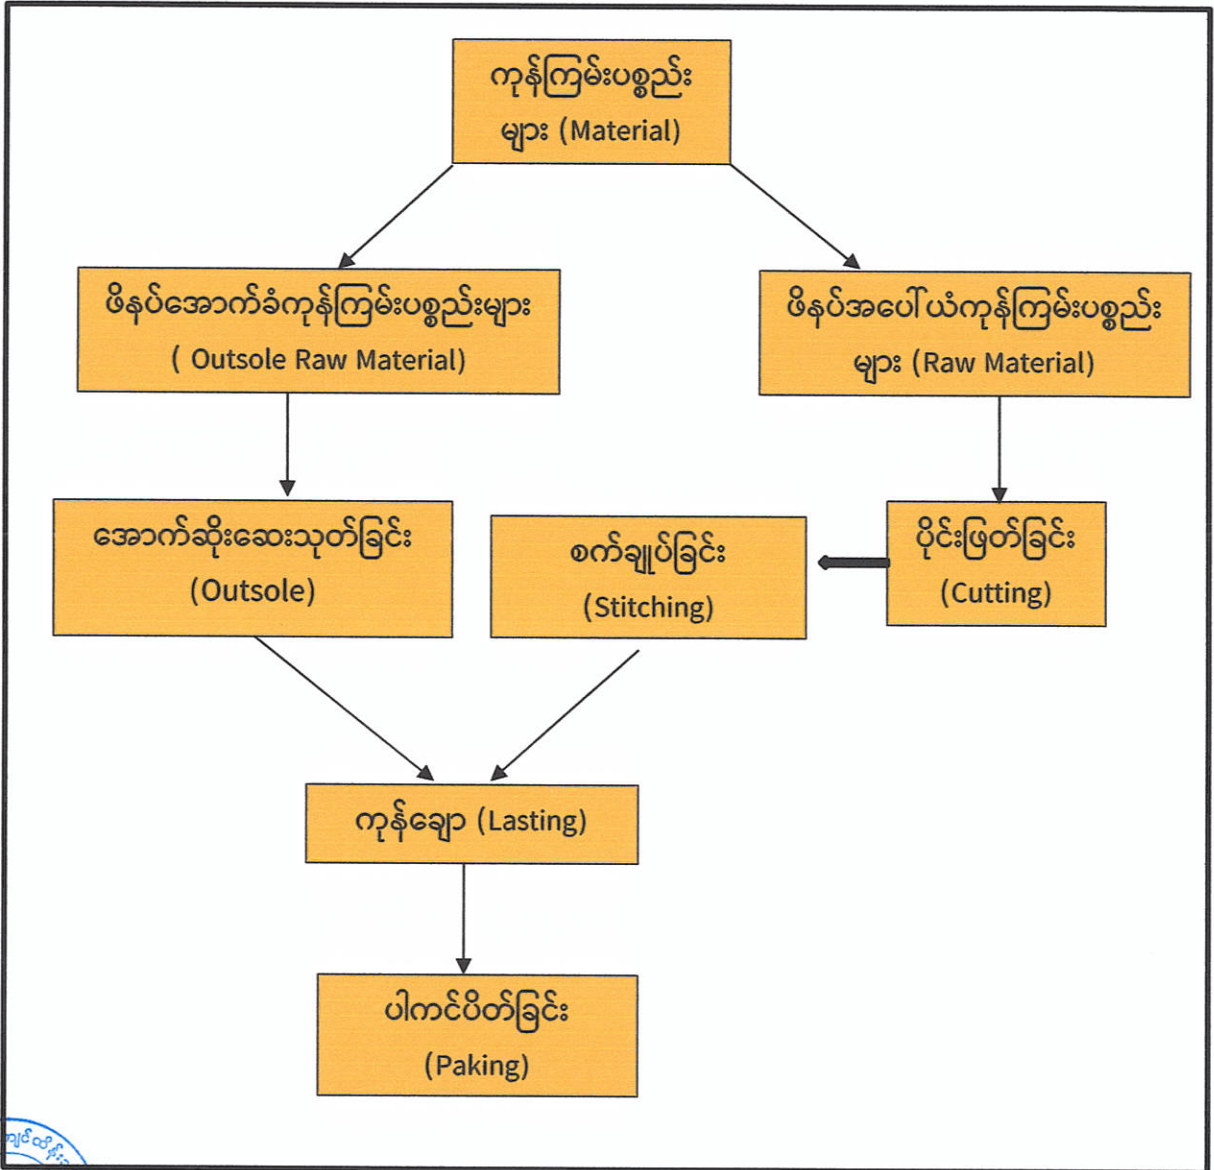 ကုန်ကြမ်းပစ္စည်း
များ (Material)
ဖိနပ်အောက်ခံကုန်ကြမ်းပစ္စည်းများ
( Outsole Raw Material)
ဖိနပ်အပေါ်ယံကုန်ကြမ်းပစ္စည်း
များ (Raw Material)
အောက်ဆိုးဆေးသုတ်ခြင်း
(Outsole)
စက်ချုပ်ခြင်း
(Stitching)
ပိုင်းဖြတ်ခြင်း
(Cutting)
ကုန်ချော (Lasting)
ပါကင်ပိတ်ခြင်း
(Paking)